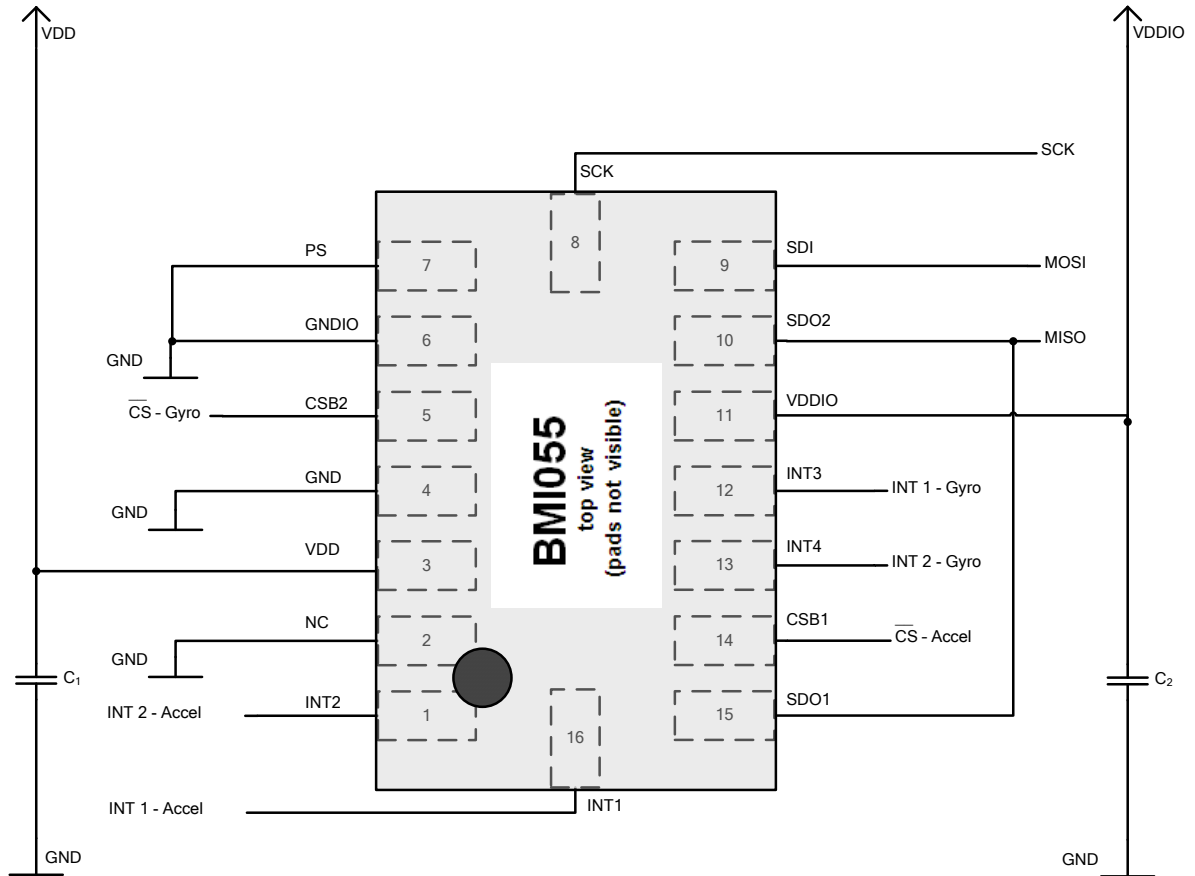 VDD
VDDIO
SCK
SCK
PS
7
8
9
SDI
MOSI
GNDIO
6
10
SDO2
MISO
GND
CS - Gyro
CSB2
5
11
VDDIO
GND
GND
4
12
INT3
INT 1 - Gyro
VDD
3
13
INT4
INT 2 - Gyro
BMI055
top view
(pads not visible)
NC
GND
2
14
CSB1
CS - Accel
C1
C2
INT 2 - Accel
INT2
1
16
15
SDO1
INT 1 - Accel
INT1
GND
GND